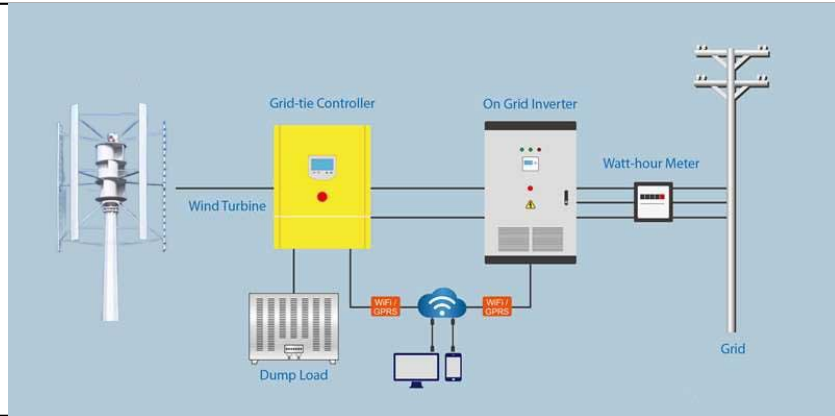 Grid-tie Controller
On Grid Inverter
Watt-hour Meter
Wind Turbine
WiFi /
GPRS
WiFi /
GPRS
Grid
Dump Load